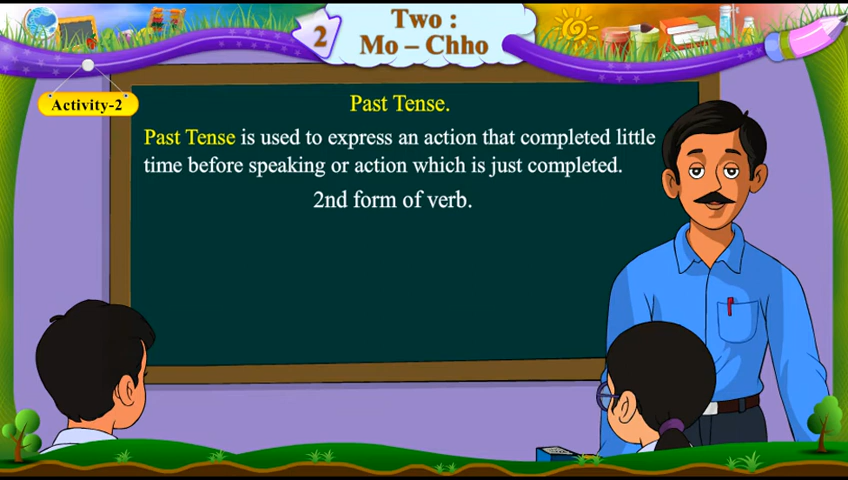 2
Two :
Mo – Chho
Activity-2
Past Tense.
Past Tense is used to express an action that completed little
time before speaking or action which is just completed.
2nd form of verb.